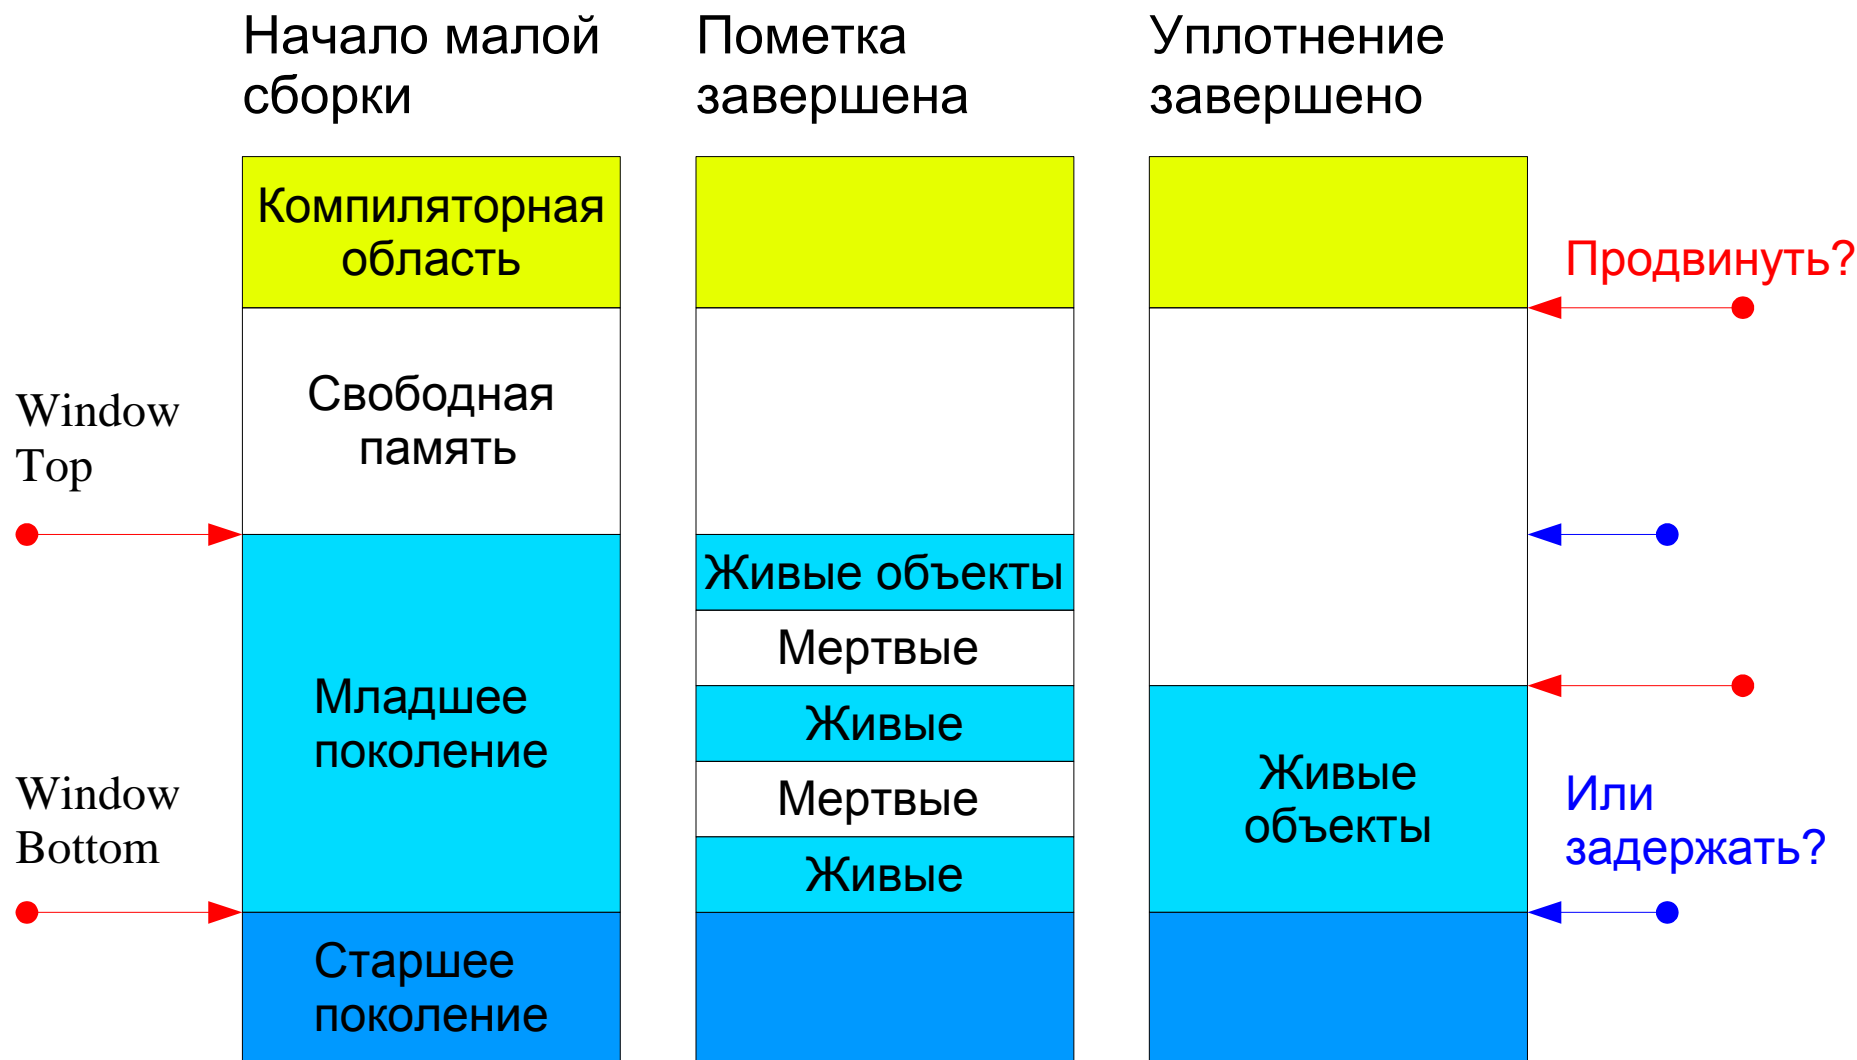 Начало малой
сборки
Пометка
завершена
Уплотнение
завершено
Компиляторная
область
Продвинуть?
Свободная
память
Window
Top
Живые объекты
Мертвые
Младшее
поколение
Живые
Мертвые
Живые
Живые
объекты
Window
Bottom
Или
задержать?
Старшее
поколение